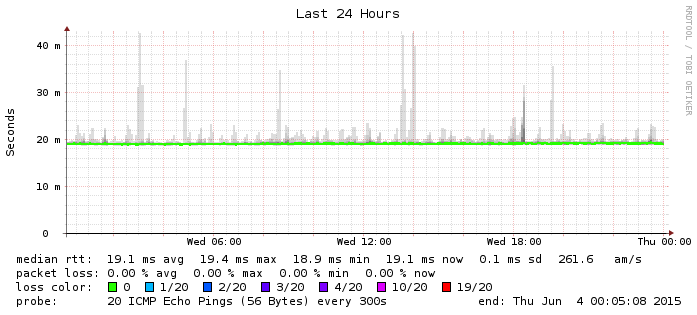 Last 24 Hours
RRDTOOL / TOBI OETIKER
Seconds
40 m
30 m
20 m
10 m
0
Wed 06:00 Wed 12:00 Wed 18:00 Thu 00:00
median rtt: 19.1 ms avg 19.4 ms max 18.9 ms min 19.1 ms now 0.1 ms sd 261.6 am/s
packet loss: 0.00 % avg 0.00 % max 0.00 % min 0.00 % now
loss color: 0 1/20 2/20 3/20 4/20 10/20 19/20
probe: 20 ICMP Echo Pings (56 Bytes) every 300s end: Thu Jun 4 00:05:08 2015